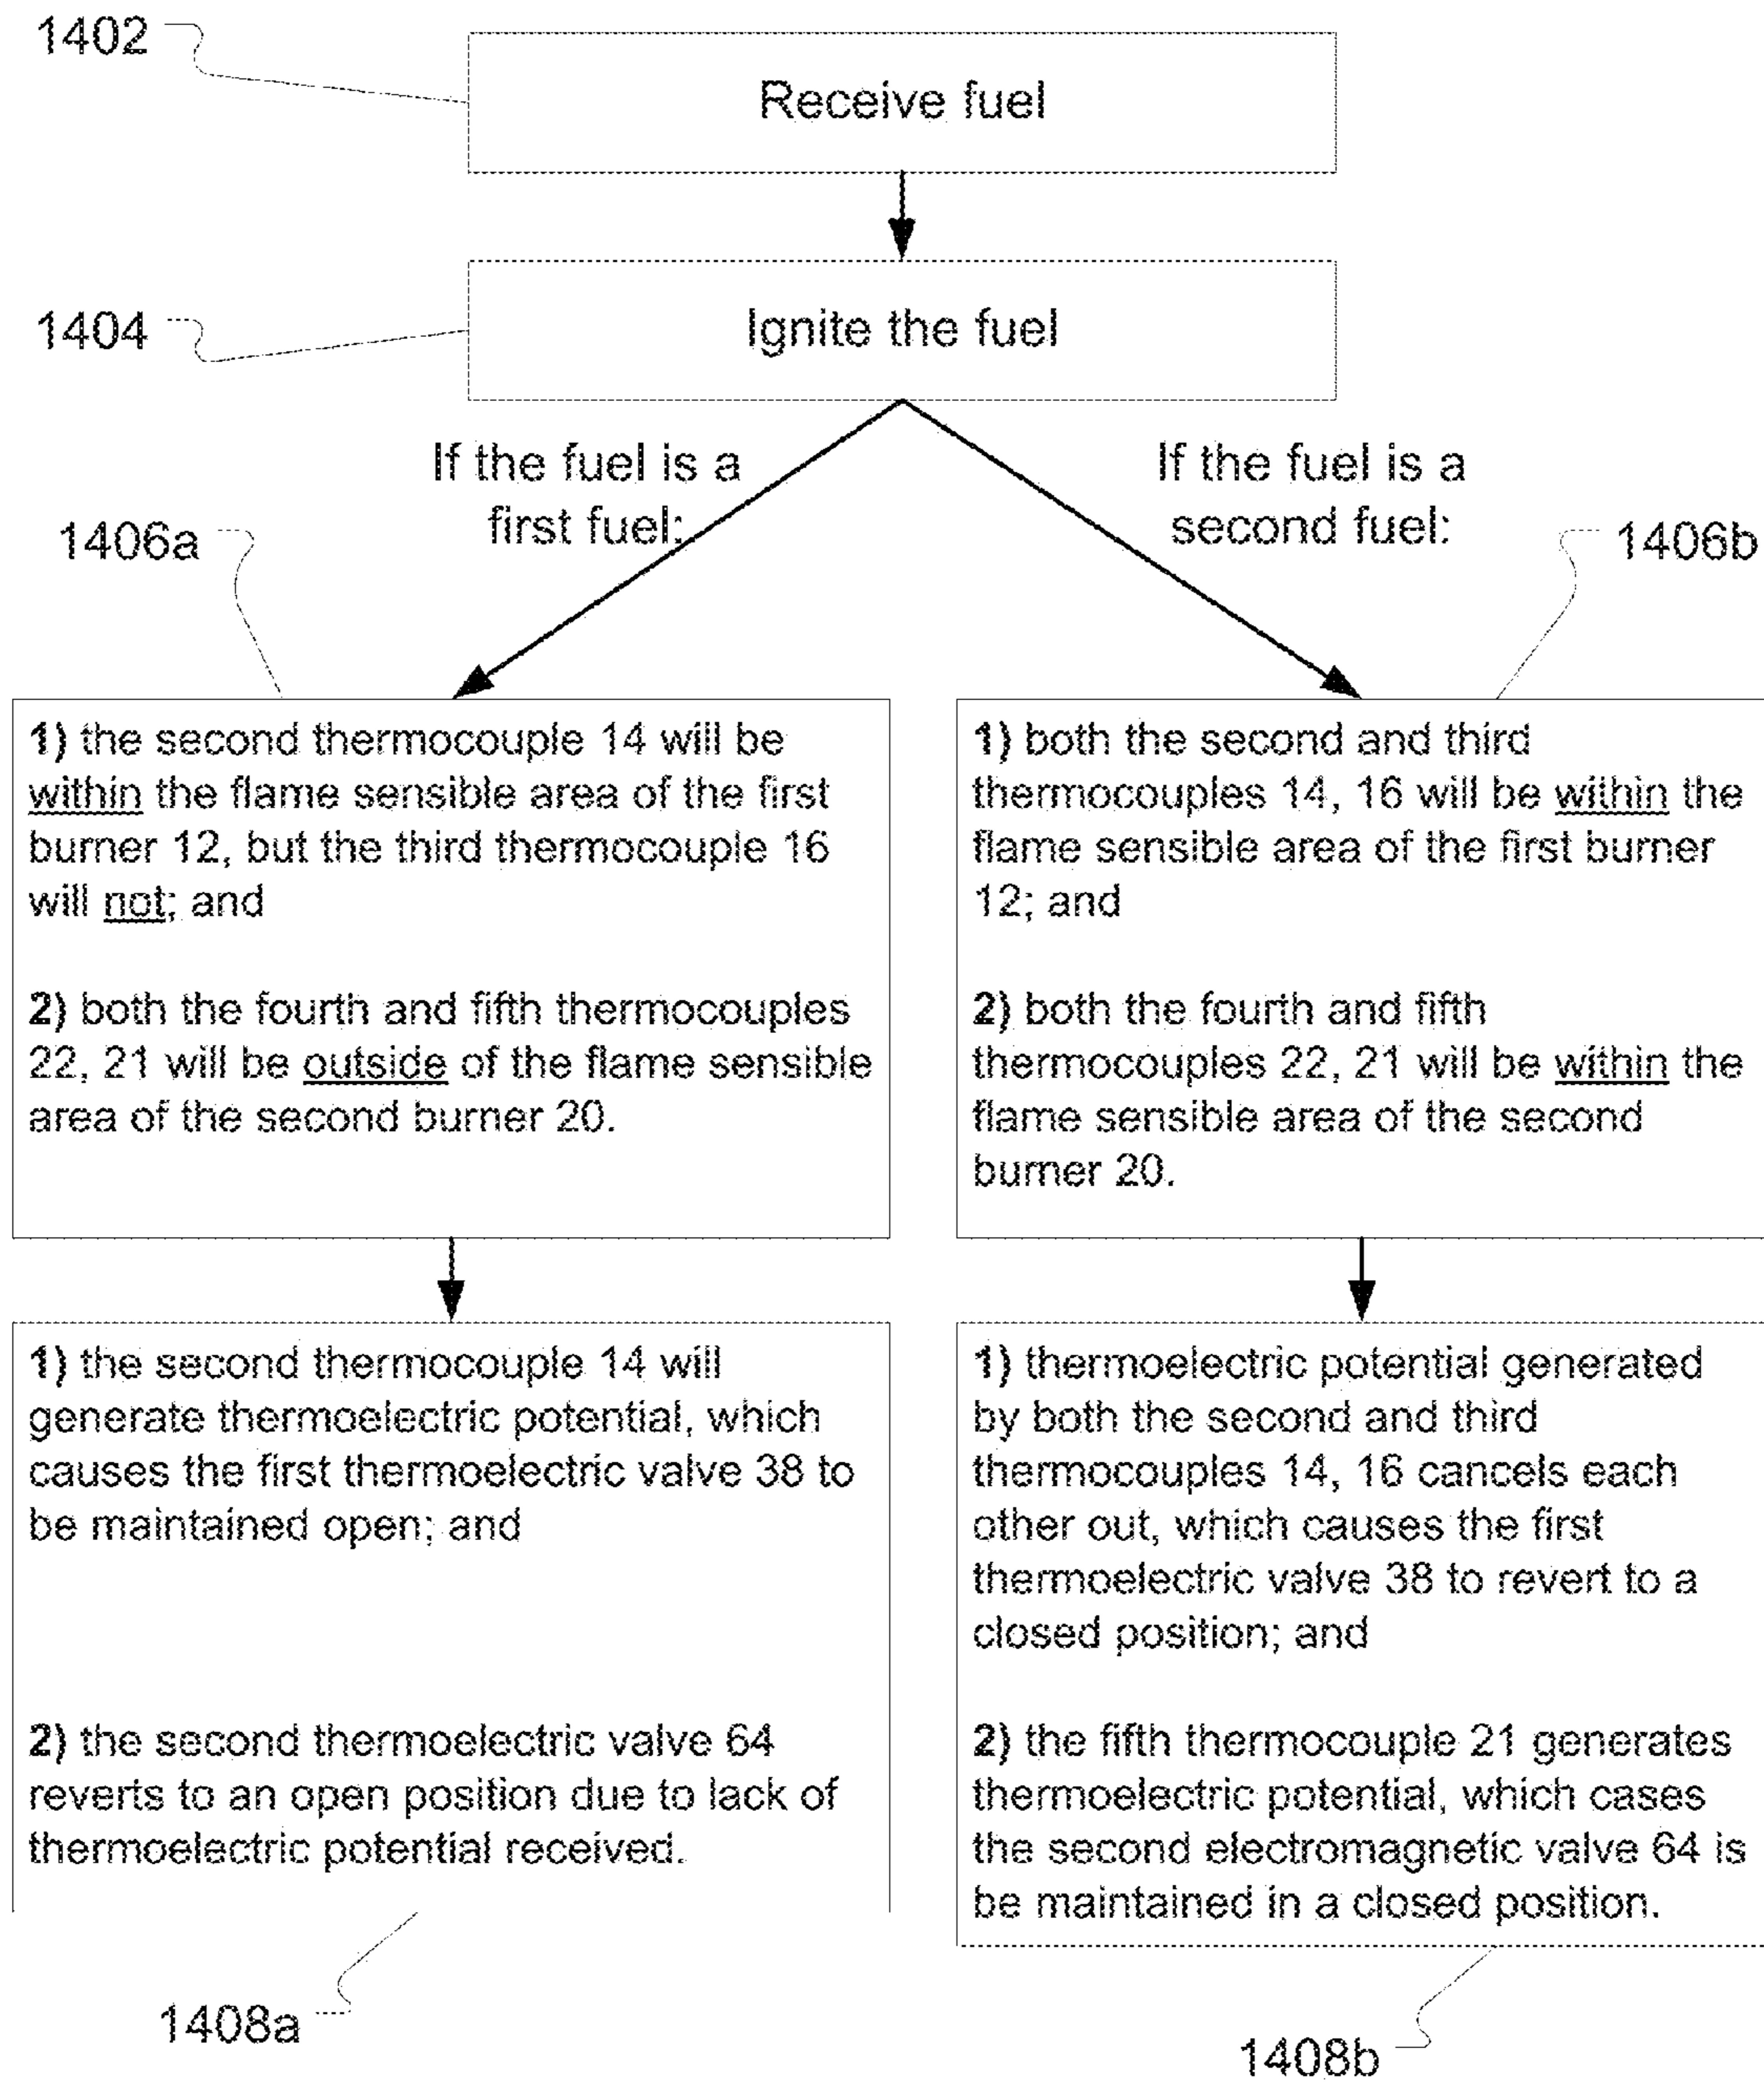 1402
Receive fuel
1404
Ignite the fuel
If the fuel is a
first fuel:
If the fuel is a
second fuel:
1406a
1406b
1) the second thermocouple 14 will be
within the flame sensible area of the first
burner 12, but the third thermocouple 16
will not; and
2) both the fourth and fifth thermocouples
22, 21 will be outside of the flame sensible
area of the second burner 20.
1) both the second and third
thermocouples 14, 16 will be within the
flame sensible area of the first burner
12; and
2) both the fourth and fifth
thermocouples 22, 21 will be within the
flame sensible area of the second
burner 20.
1) the second thermocouple 14 will
generate thermoelectric potential, which
causes the first thermoelectric valve 38 to
be maintained open; and
2) the second thermoelectric valve 64
reverts to an open position due to lack of
thermoelectric potential received.
1) thermoelectric potential generated
by both the second and third
thermocouples 14, 16 cancels each
other out, which causes the first
thermoelectric valve 38 to revert to a
closed position; and
2) the fifth thermocouple 21 generates
thermoelectric potential, which cases
the second electromagnetic valve 64 is
be maintained in a closed position.
1408a
1408b